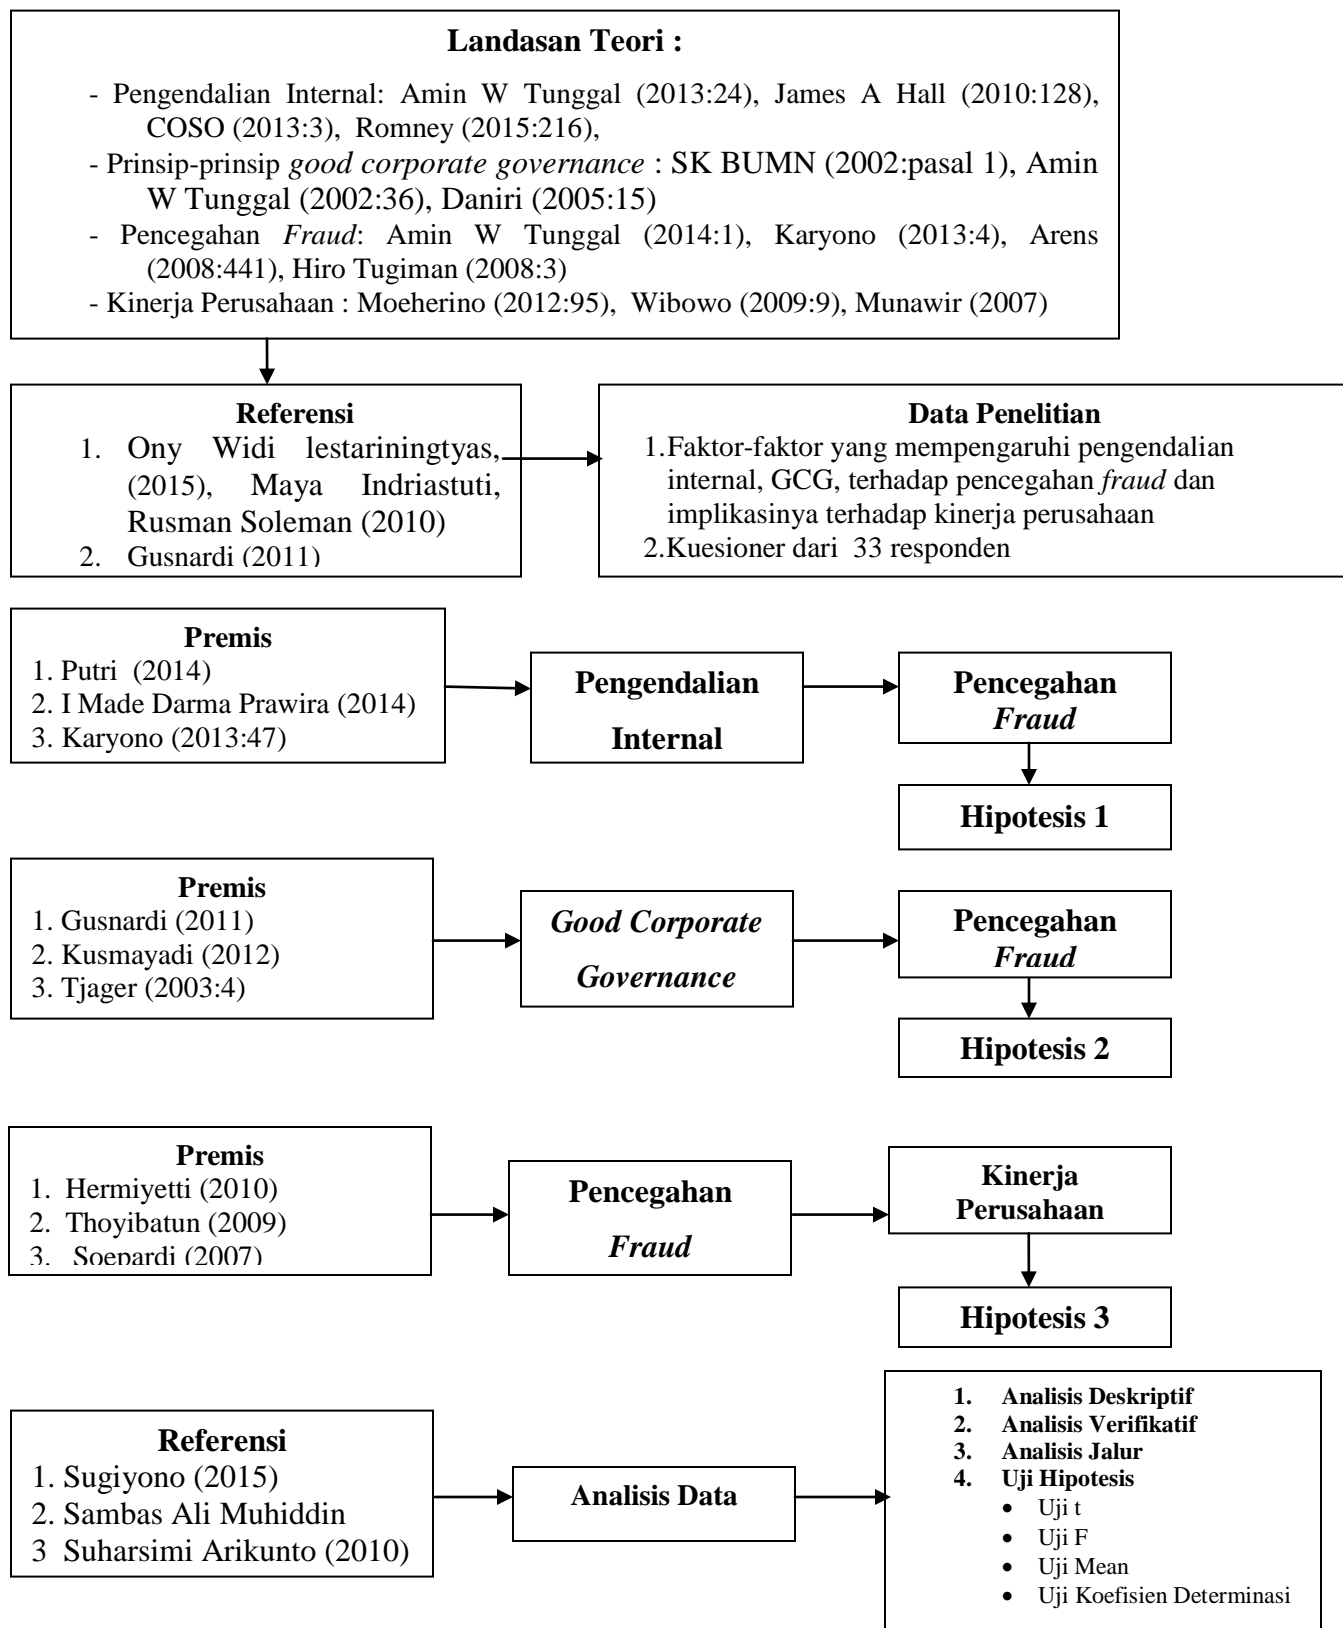 Landasan Teori :
- Pengendalian Internal: Amin W Tunggal (2013:24), James A Hall (2010:128),
COSO (2013:3), Romney (2015:216),
- Prinsip-prinsip good corporate governance : SK BUMN (2002:pasal 1), Amin
W Tunggal (2002:36), Daniri (2005:15)
- Pencegahan Fraud: Amin W Tunggal (2014:1), Karyono (2013:4), Arens
(2008:441), Hiro Tugiman (2008:3)
- Kinerja Perusahaan : Moeherino (2012:95), Wibowo (2009:9), Munawir (2007)
Referensi
1. Ony Widi lestariningtyas,
(2015), Maya Indriastuti,
Rusman Soleman (2010)
2. Gusnardi (2011)
Data Penelitian
1.Faktor-faktor yang mempengaruhi pengendalian
internal, GCG, terhadap pencegahan fraud dan
implikasinya terhadap kinerja perusahaan
2.Kuesioner dari 33 responden
Premis
1. Putri (2014)
2. I Made Darma Prawira (2014)
3. Karyono (2013:47)
Pengendalian
Internal
Pencegahan
Fraud
Hipotesis 1
Premis
1. Gusnardi (2011)
2. Kusmayadi (2012)
3. Tjager (2003:4)
Good Corporate
Governance
Pencegahan
Fraud
Hipotesis 2
Premis
1. Hermiyetti (2010)
2. Thoyibatun (2009)
3. Soepardi (2007)
Pencegahan
Fraud
Kinerja
Perusahaan
Hipotesis 3
Referensi
1. Sugiyono (2015)
2. Sambas Ali Muhiddin
3 Suharsimi Arikunto (2010)
Analisis Data
1. Analisis Deskriptif
2. Analisis Verifikatif
3. Analisis Jalur
4. Uji Hipotesis
• Uji t
• Uji F
• Uji Mean
• Uji Koefisien Determinasi